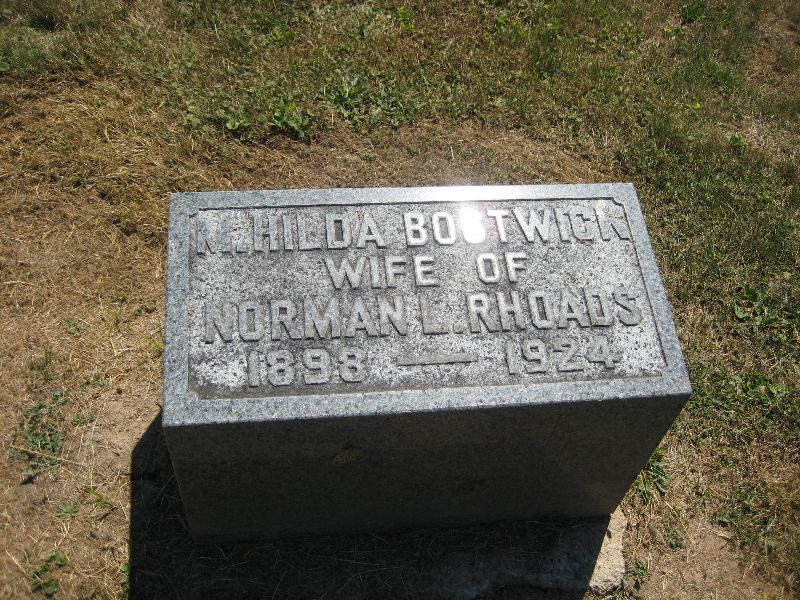 M. HILDA BOSTWICK
WIFE OF
NORMAN L. RHOADS
1898 — 1924